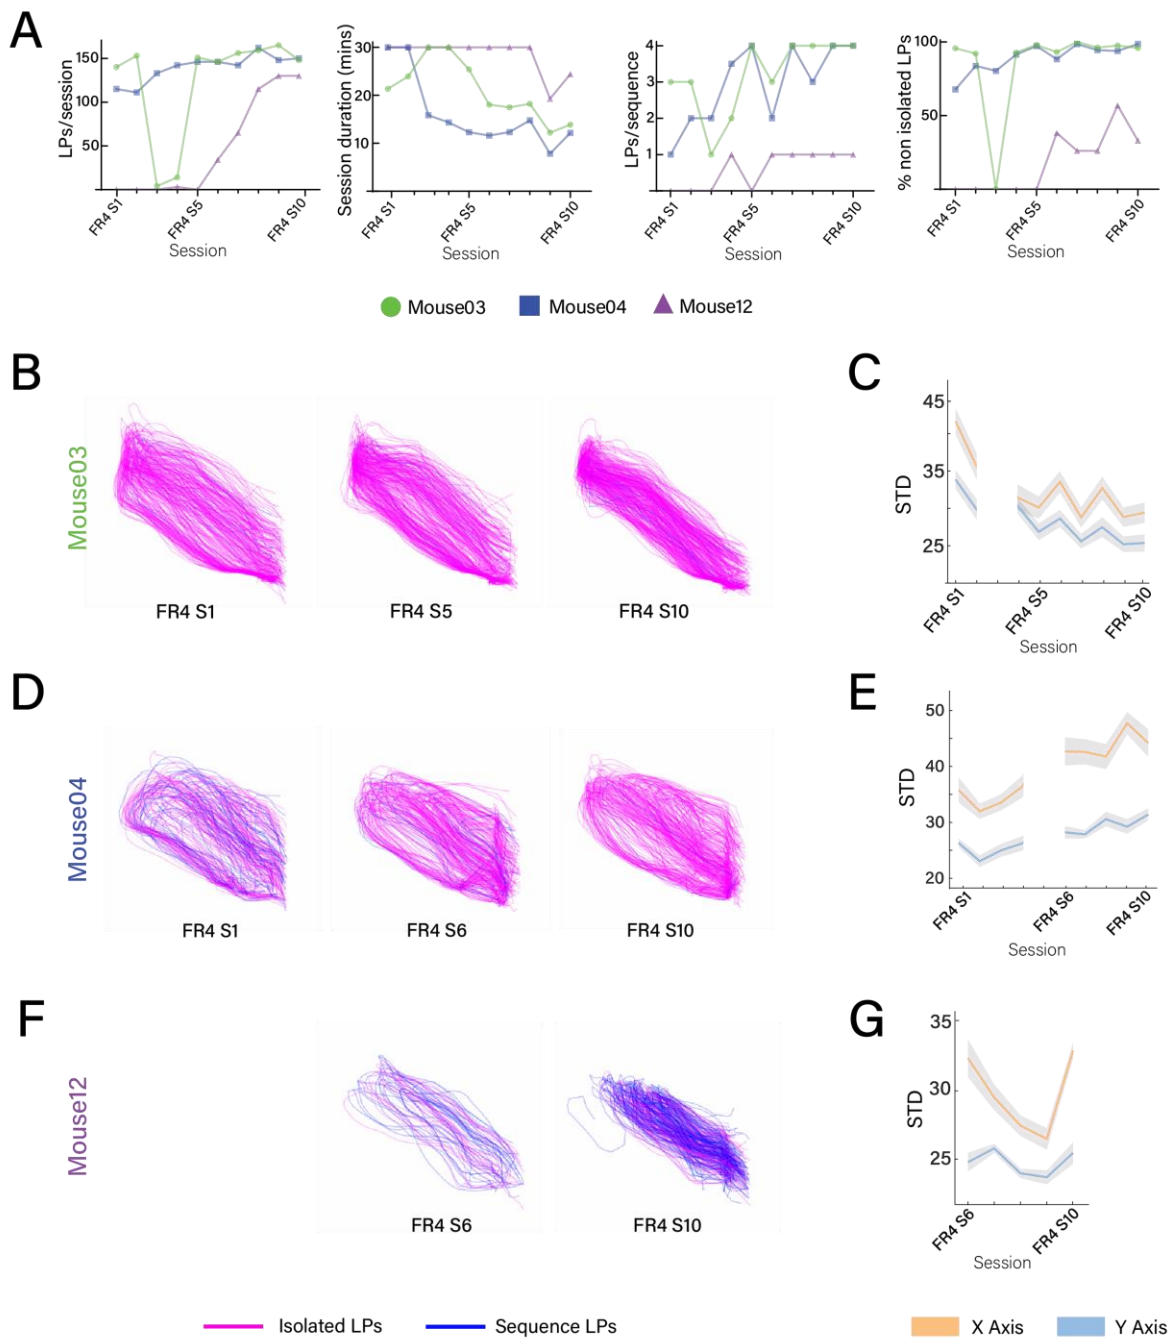 A
LPs/session
150
100
50
FR4 S1
FR4 S5
FR4 S10
Session
Session duration (mins)
30
20
10
FR4 S1
FR4 S5
FR4 S10
Session
LPs/sequence
4
3
2
1
FR4 S1
FR4 S5
FR4 S10
Session
% non isolated LPs
100
50
FR4 S1
FR4 S5
FR4 S10
Session
Mouse03
Mouse04
Mouse12
B
Mouse03
FR4 S1
FR4 S5
FR4 S10
C
STD
45
35
25
FR4 S1
FR4 S5
FR4 S10
Session
D
Mouse04
FR4 S1
FR4 S6
FR4 S10
E
STD
50
40
30
20
FR4 S1
FR4 S6
FR4 S10
Session
F
Mouse12
FR4 S6
FR4 S10
G
STD
35
30
25
FR4 S6
FR4 S10
Session
Isolated LPs
Sequence LPs
X Axis
Y Axis